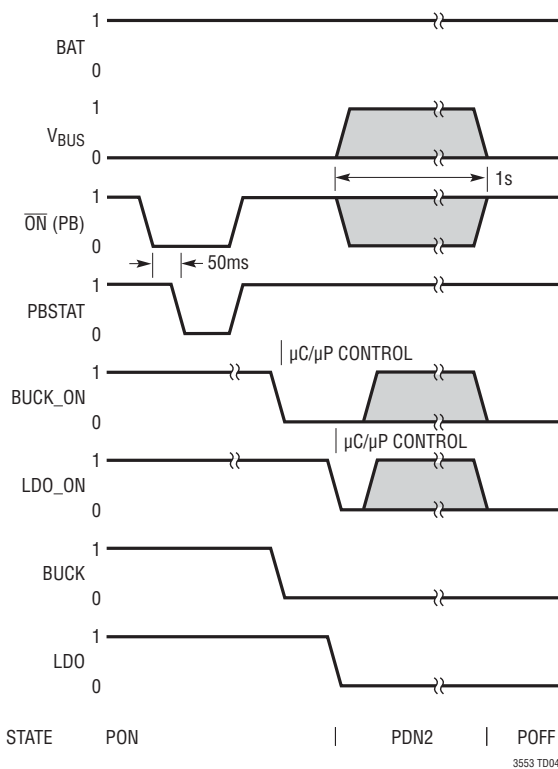 1
BAT
0
1
VBUS
0
1s
1
ON (PB)
0
50ms
1
PBSTAT
0
µC/µP CONTROL
1
BUCK_ON
0
µC/µP CONTROL
1
LDO_ON
0
1
BUCK
0
1
LDO
0
STATE PON PDN2 POFF
3553 TD04